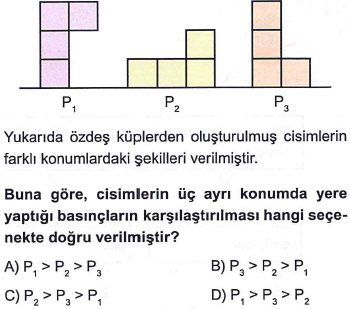 P₁ P₂ P₃
Yukarıda özdeş küplerden oluşturulmuş cisimlerin
farklı konumlardaki şekilleri verilmiştir.
Buna göre, cisimlerin üç ayrı konumda yere
yaptığı basınçların karşılaştırılması hangi seçe-
nekte doğru verilmiştir?
A) P₁ > P₂ > P₃ B) P₃ > P₂ > P₁
C) P₂ > P₃ > P₁ D) P₁ > P₃ > P₂